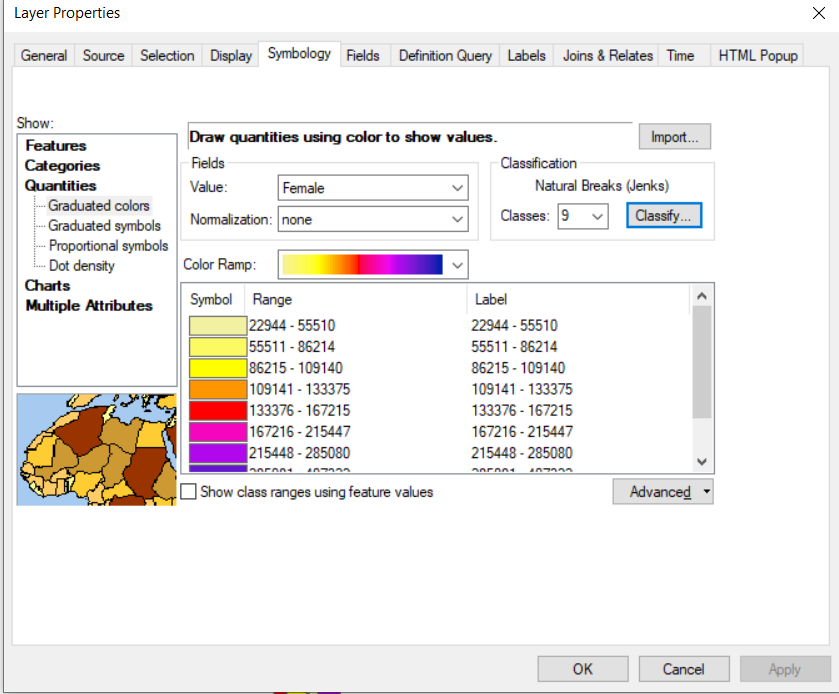 Layer Properties
General Source Selection Display Symbology Fields Definition Query Labels Joins & Relates Time HTML Popup
Show:
Features
Categories
Quantities
Graduated colors
Graduated symbols
Proportional symbols
Dot density
Charts
Multiple Attributes
Draw quantities using color to show values.
Import...
Fields
Value: Female
Normalization: none
Classification
Natural Breaks (Jenks)
Classes: 9 Classify...
Color Ramp:
Symbol Range Label
22944 - 55510 22944 - 55510
55511 - 86214 55511 - 86214
86215 - 109140 86215 - 109140
109141 - 133375 109141 - 133375
133376 - 167215 133376 - 167215
167216 - 215447 167216 - 215447
215448 - 285080 215448 - 285080
Show class ranges using feature values
Advanced
OK Cancel Apply